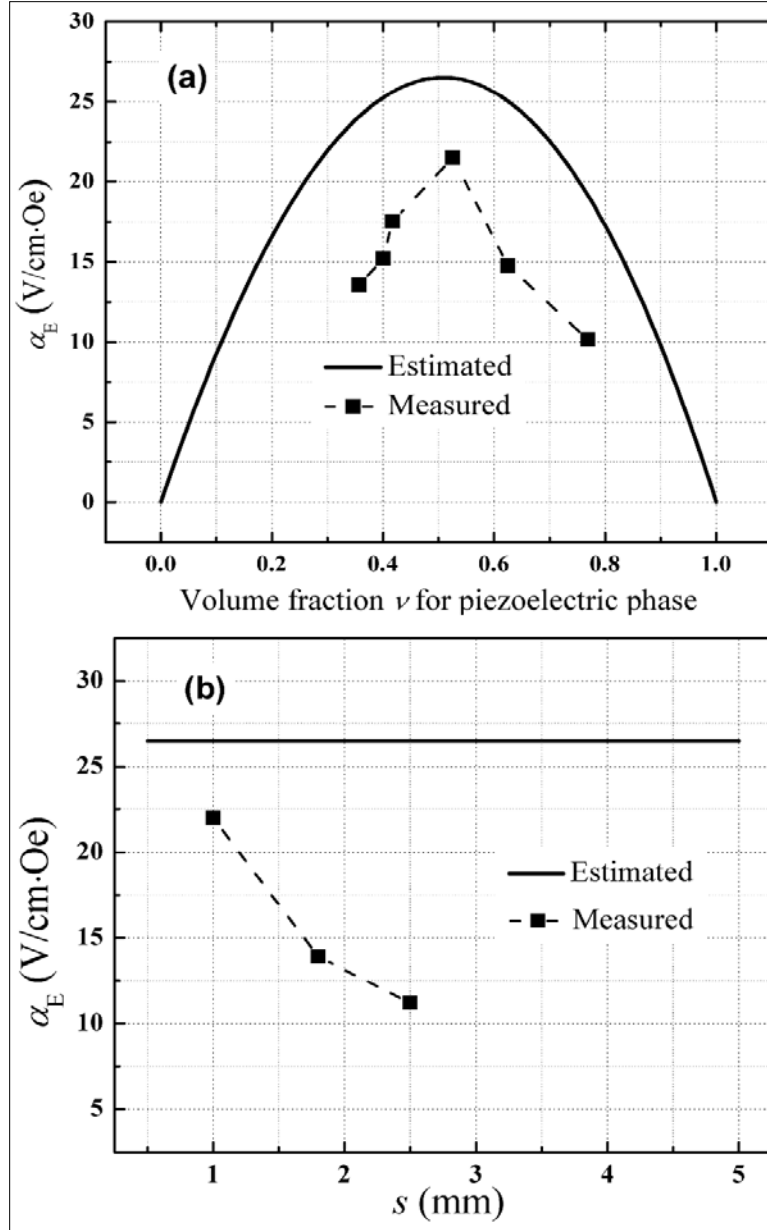 30
(a)
25
20
15
10
5
0
α_E (V/cm·Oe)
Estimated
Measured
0.0 0.2 0.4 0.6 0.8 1.0
Volume fraction ν for piezoelectric phase
30
(b)
25
20
15
10
5
α_E (V/cm·Oe)
Estimated
Measured
1 2 3 4 5
s (mm)